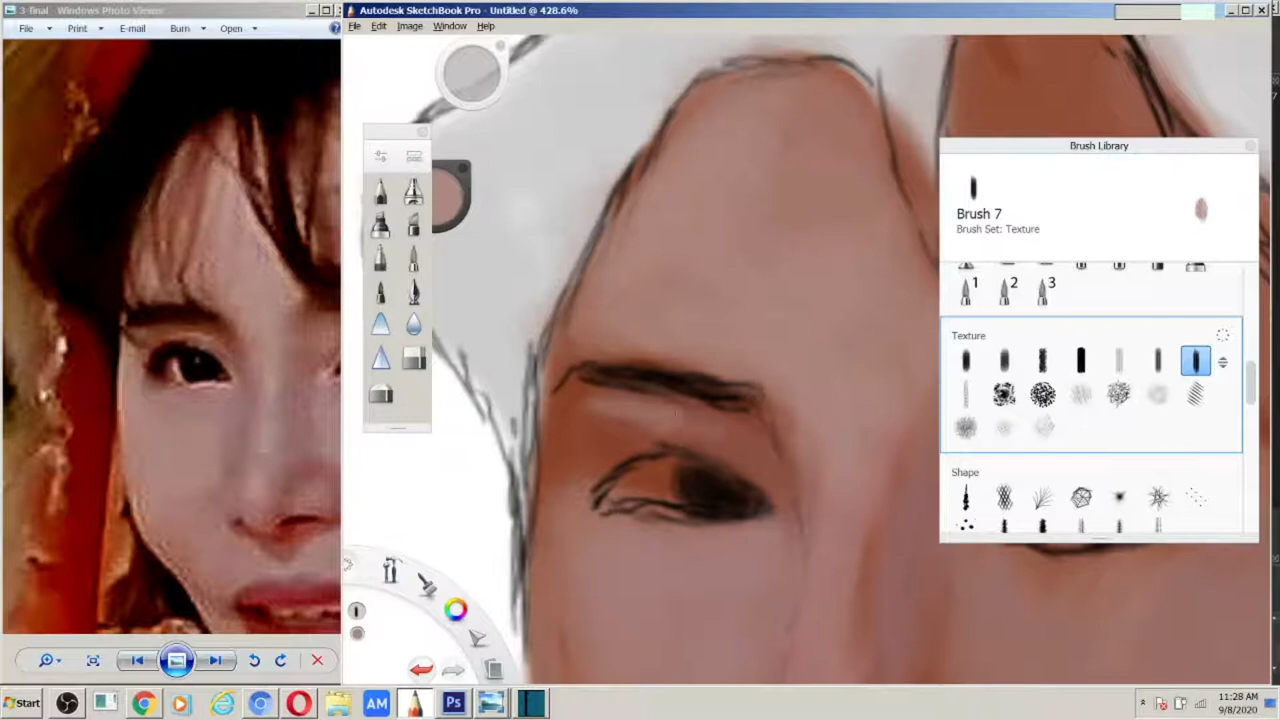 3-final - Windows Photo Viewer
File Print E-mail Burn Open
Autodesk SketchBook Pro - Untitled @ 428.6%
File Edit Image Window Help
Brush Library
Brush 7
Brush Set: Texture
1 2 3
Texture
Shape
Start
AM
Ps
11:28 AM
9/8/2020